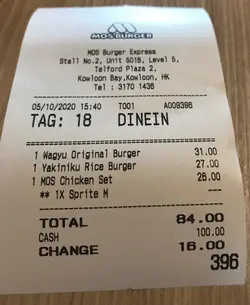 MOS BURGER
MOS Burger Express
Stall No.2, Unit 501B, Level 5,
Telford Plaza 2,
Kowloon Bay,Kowloon, HK
Tel : 3170 1436
05/10/2020 15:40 T001 A009396
TAG: 18 DINEIN
1 Wagyu Original Burger 31.00
1 Yakiniku Rice Burger 27.00
1 MOS Chicken Set 26.00
** 1X Sprite M ----
TOTAL 84.00
CASH 100.00
CHANGE 16.00
396